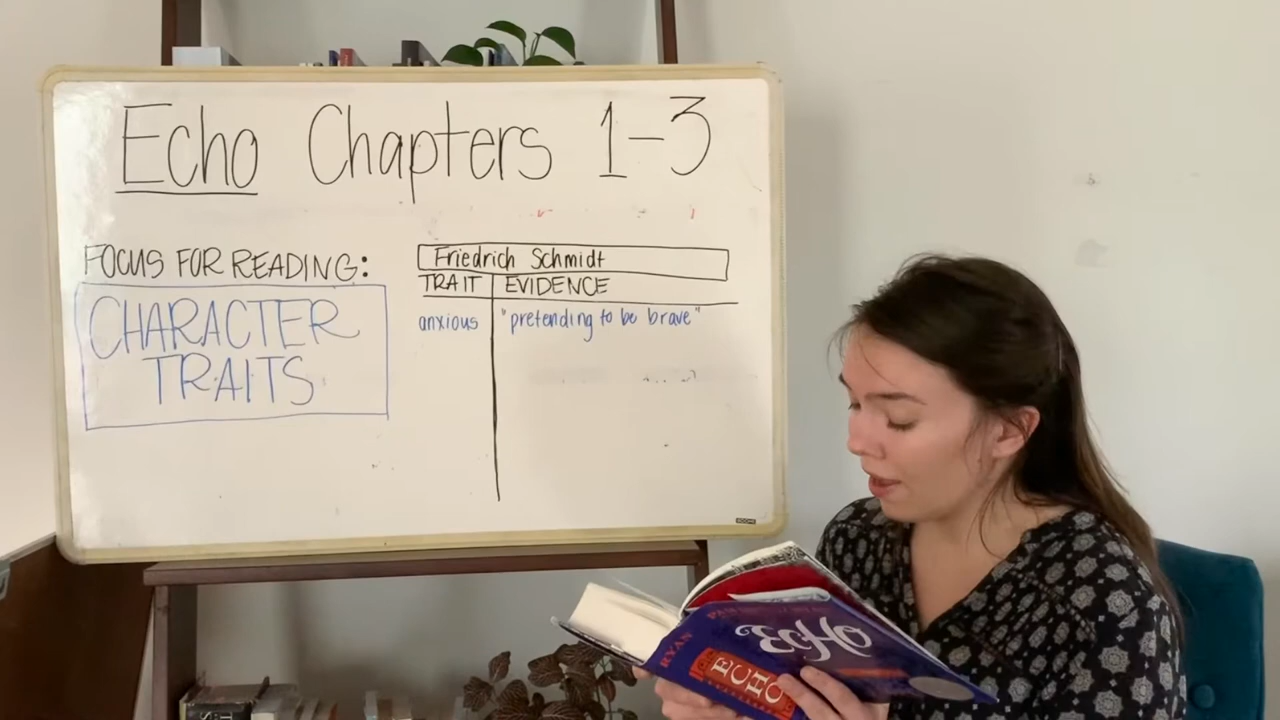 Echo Chapters 1-3
FOCUS FOR READING:
CHARACTER
TRAITS
Friedrich Schmidt
TRAIT EVIDENCE
anxious "pretending to be brave"
ECHO
RYAN
ECHO